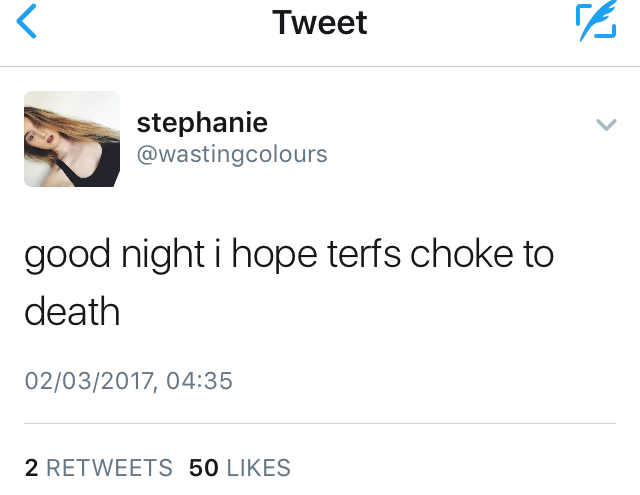 Tweet
stephanie
@wastingcolours
good night i hope terfs choke to
death
02/03/2017, 04:35
2 RETWEETS 50 LIKES